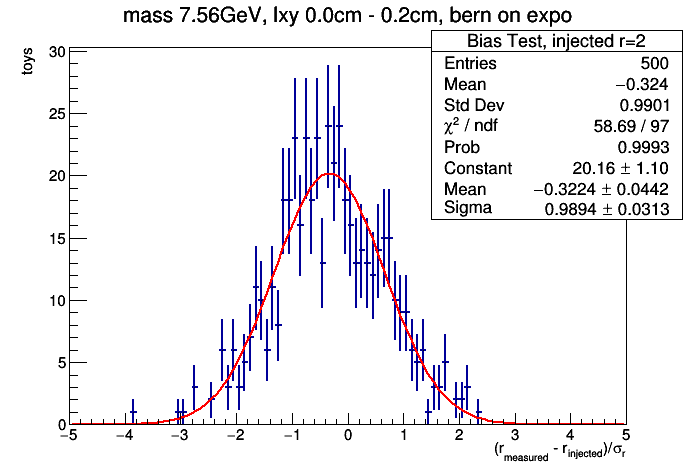 mass 7.56GeV, lxy 0.0cm - 0.2cm, bern on expo
Bias Test, injected r=2
Entries 500
Mean −0.324
Std Dev 0.9901
χ² / ndf 58.69 / 97
Prob 0.9993
Constant 20.16 ± 1.10
Mean −0.3224 ± 0.0442
Sigma 0.9894 ± 0.0313
toys
30
25
20
15
10
5
0
−5 −4 −3 −2 −1 0 1 2 3 4 5
(r_measured - r_injected)/σ_r